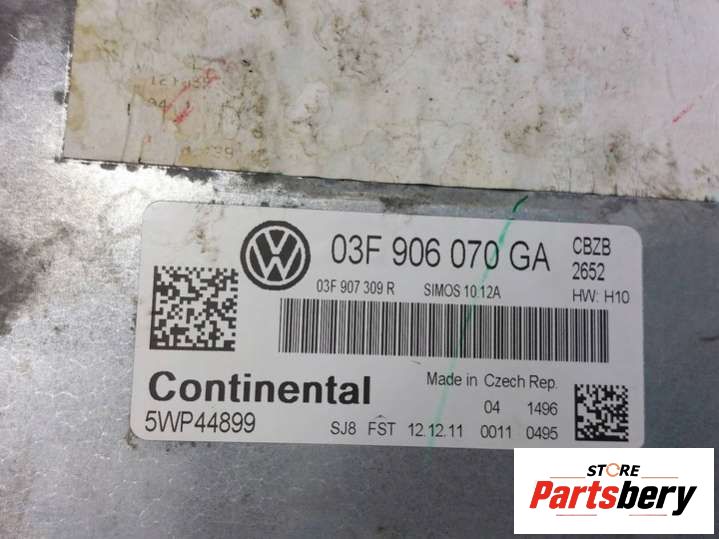 03F 906 070 GA
CBZB
2652
03F 907 309 R SIMOS 10.12A HW: H10
Continental
Made in Czech Rep.
5WP44899
04 1496
SJ8 FST 12.12.11 0011 0495
STORE
Partsbery